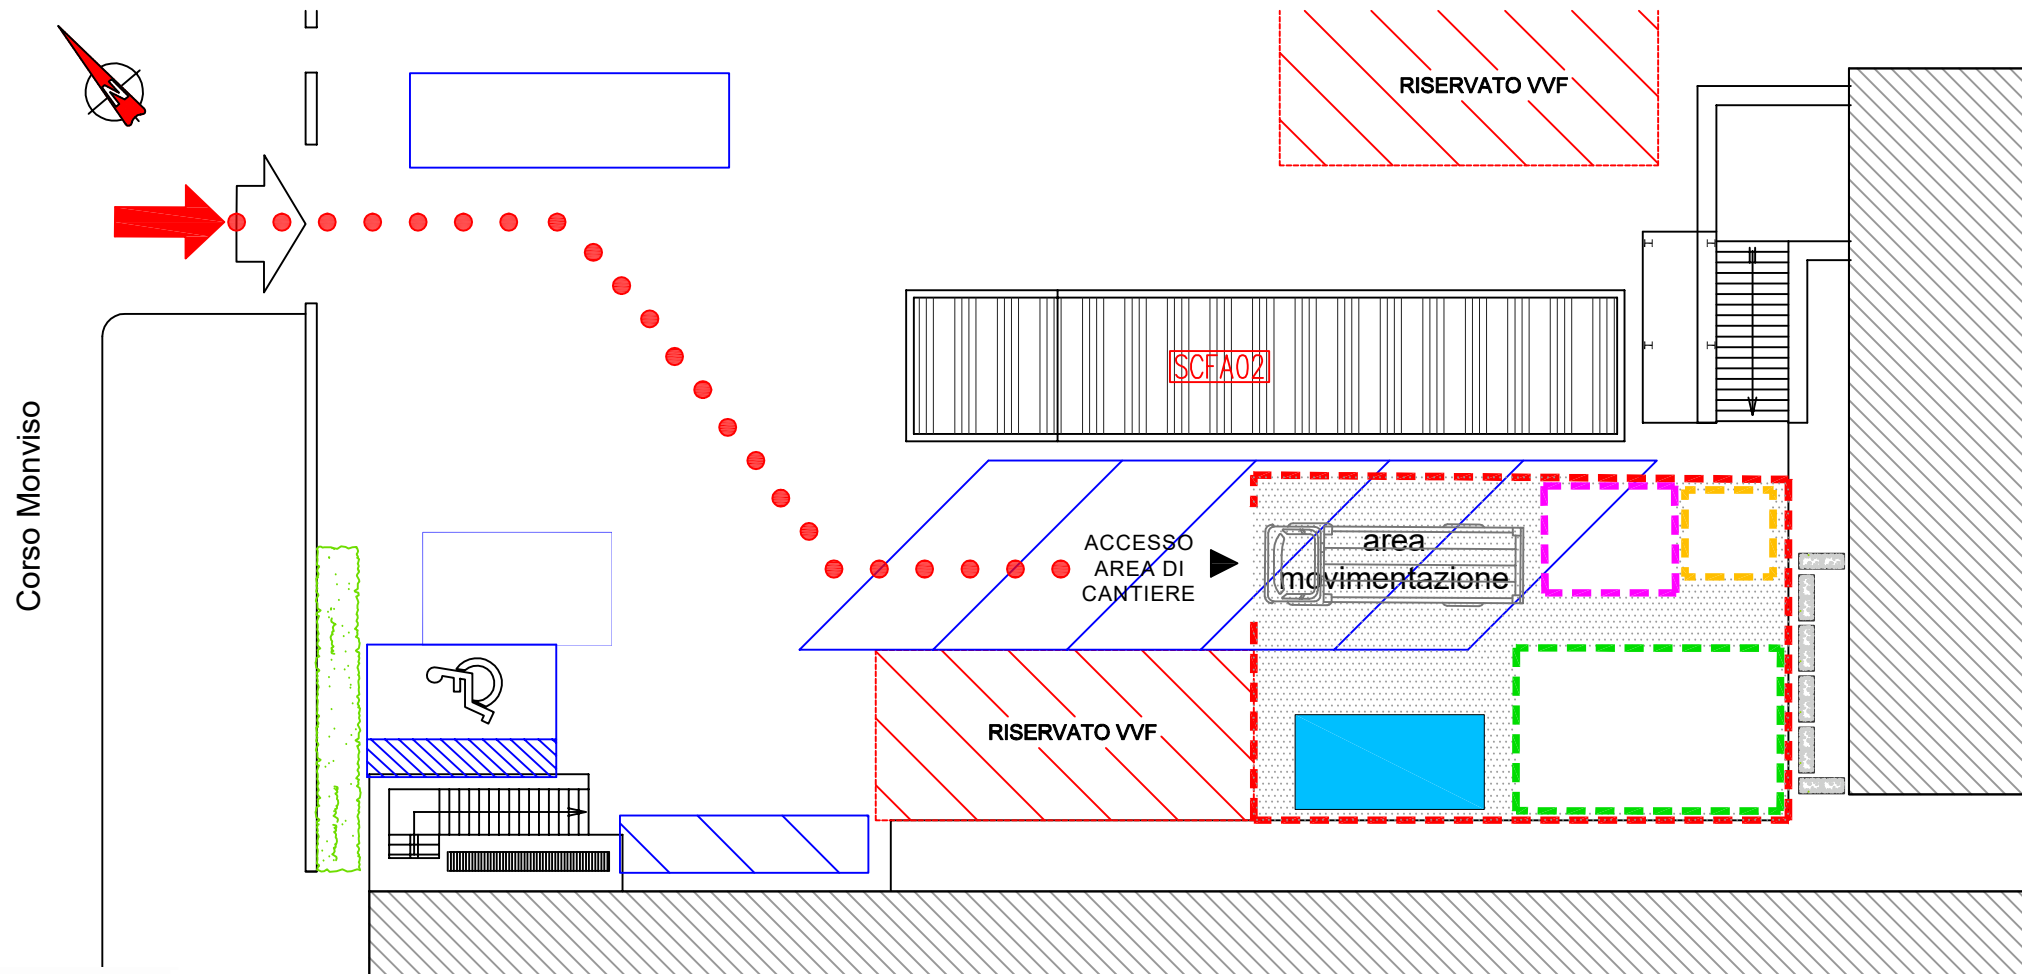 N
RISERVATO VVF
SCFA02
Corso Monviso
ACCESSO
AREA DI
CANTIERE
area
movimentazione
RISERVATO VVF